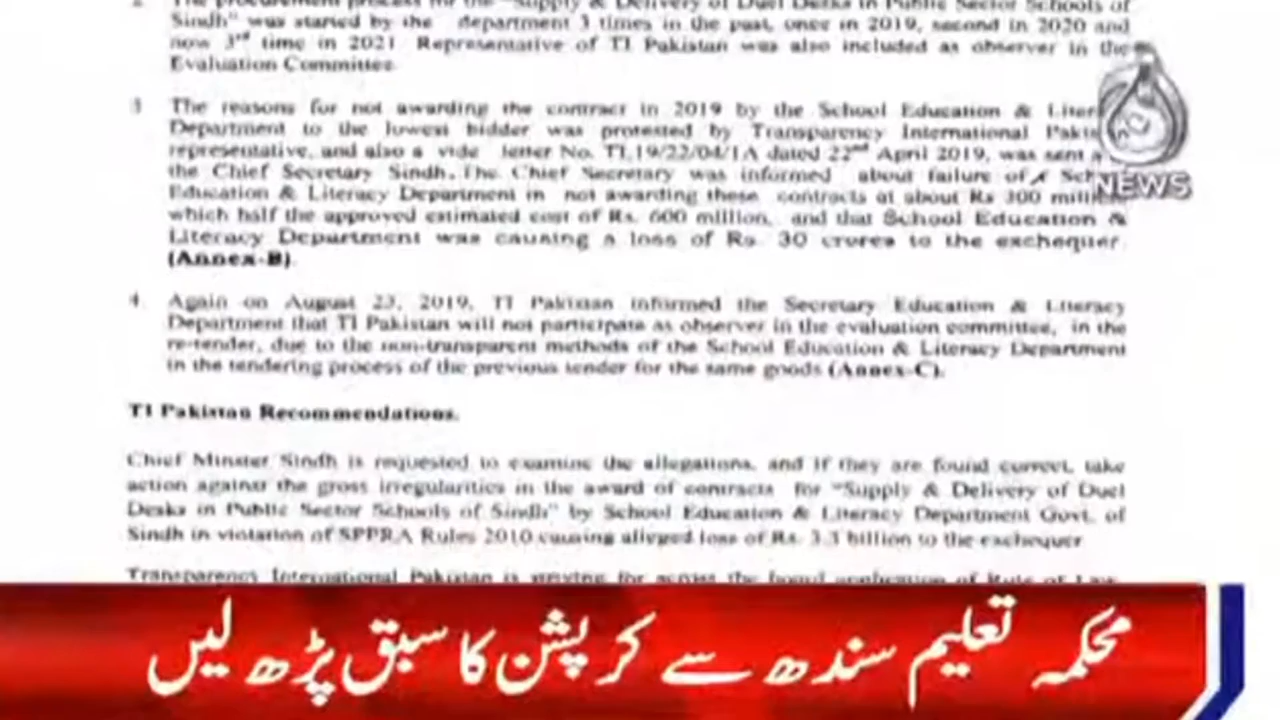 2 The procurement process for the "Supply & Delivery of Duel Desks in Public Sector Schools of
Sindh" was started by the department 3 times in the past, once in 2019, second in 2020 and
now 3rd time in 2021 Representative of TI Pakistan was also included as observer in the
Evaluation Committee.
3 The reasons for not awarding the contract in 2019 by the School Education &
Department to the lowest bidder was protested by Transparency International
representative, and also a vide letter No. TI.19/22/04/1A dated 22nd April 2019, was sent
the Chief Secretary Sindh. The Chief Secretary was informed about failure of
Education & Literacy Department in not awarding these contracts at about Rs 300
which half the approved estimated cost of Rs. 600 million, and that School Education &
Literacy Department was causing a loss of Rs. 30 crores to the exchequer
(Annex-B).
4. Again on August 23, 2019, TI Pakistan informed the Secretary Education & Literacy
Department that TI Pakistan will not participate as observer in the evaluation committee, in the
re-tender, due to the non-transparent methods of the School Education & Literacy Department
in the tendering process of the previous tender for the same goods (Annex-C).
TI Pakistan Recommendations.
Chief Minster Sindh is requested to examine the allegations, and if they are found correct, take
action against the gross irregularities in the award of contracts for "Supply & Delivery of Duel
Desks in Public Sector Schools of Sindh" by School Education & Literacy Department Govt. of
Sindh in violation of SPPRA Rules 2010 causing alleged loss of Rs. 3.3 billion to the exchequer
Transparency International Pakistan is striving for across the board application of Rule of Law
NEWS
محکمہ تعلیم سندھ سے کرپشن کا سبق پڑھ لیں